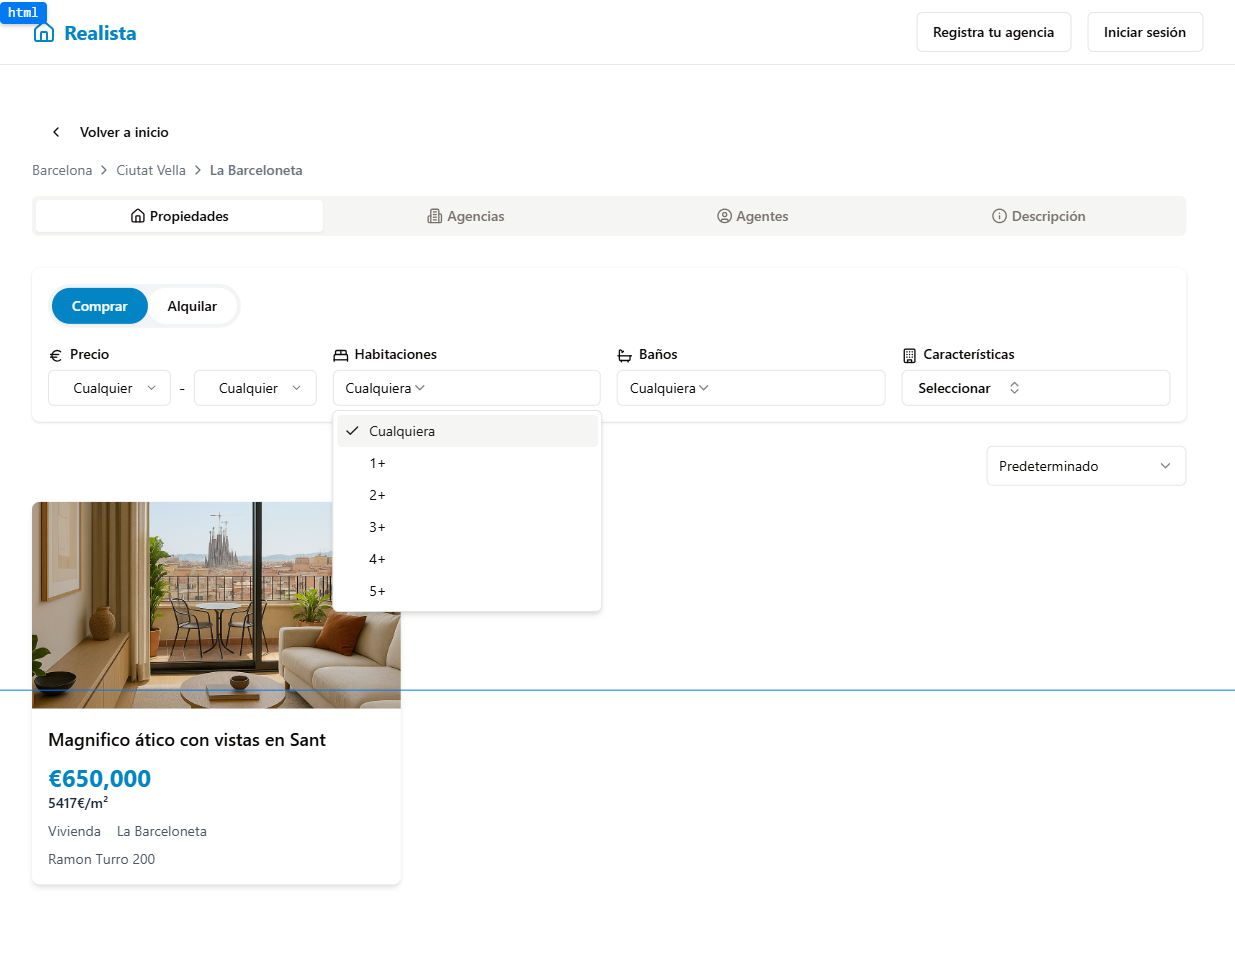 html
Realista
Registra tu agencia
Iniciar sesión
Volver a inicio
Barcelona > Ciutat Vella > La Barceloneta
Propiedades
Agencias
Agentes
Descripción
Comprar
Alquilar
Precio
Habitaciones
Baños
Características
Cualquier - Cualquier
Cualquiera
Cualquiera
Seleccionar
Cualquiera
1+
2+
3+
4+
5+
Predeterminado
Magnifico ático con vistas en Sant
€650,000
5417€/m²
Vivienda La Barceloneta
Ramon Turro 200